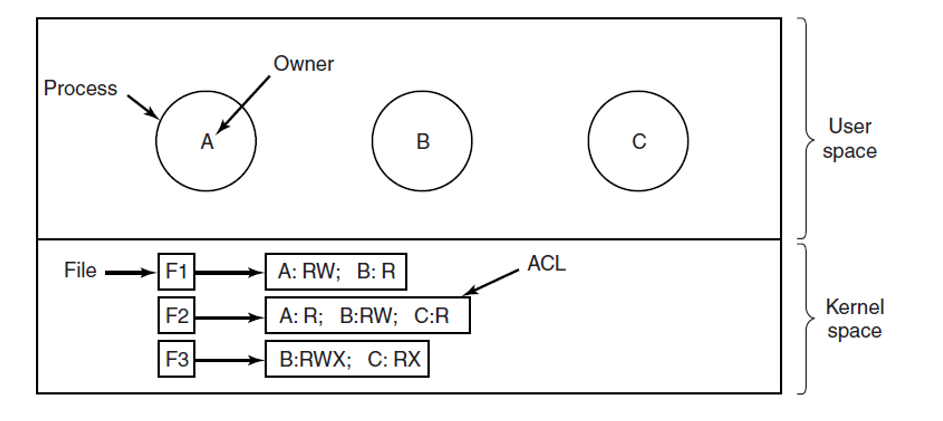 Owner
Process
A
B
C
User
space
File
F1
A: RW; B: R
ACL
F2
A: R; B:RW; C:R
Kernel
space
F3
B:RWX; C: RX